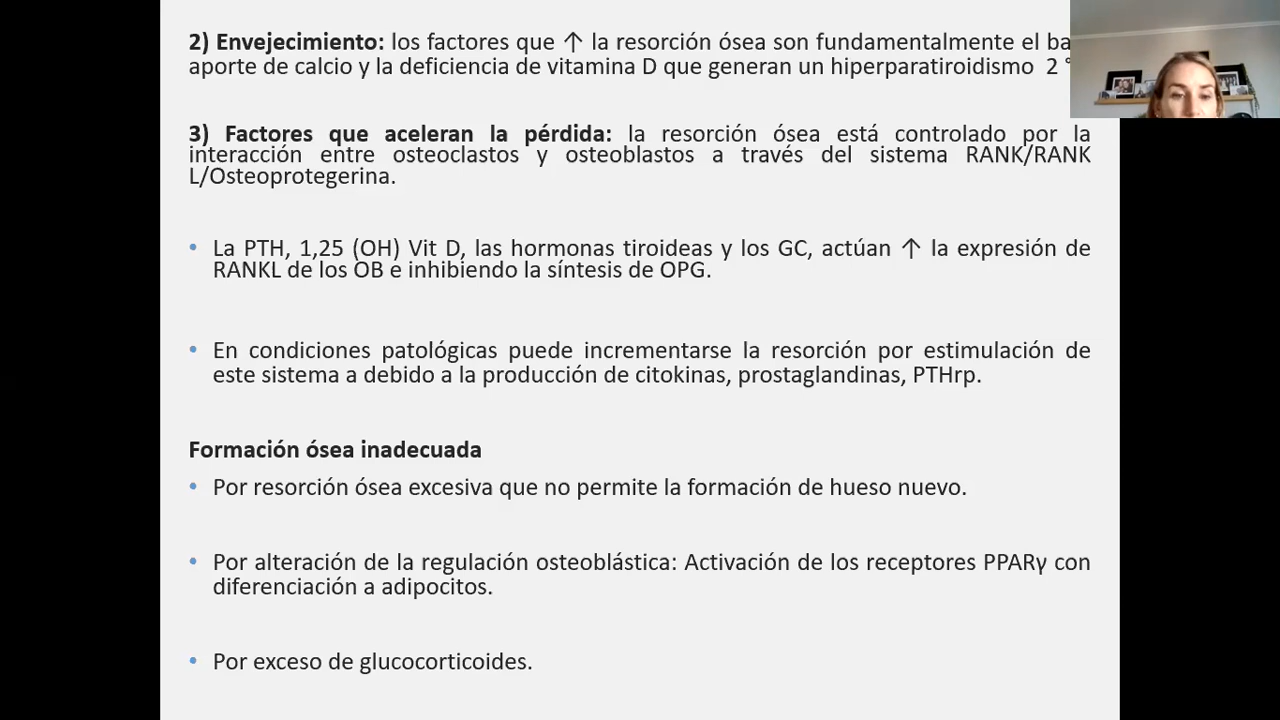 2) Envejecimiento: los factores que ↑ la resorción ósea son fundamentalmente el
aporte de calcio y la deficiencia de vitamina D que generan un hiperparatiroidismo 2 °
3) Factores que aceleran la pérdida: la resorción ósea está controlado por la
interacción entre osteoclastos y osteoblastos a través del sistema RANK/RANK
L/Osteoprotegerina.
• La PTH, 1,25 (OH) Vit D, las hormonas tiroideas y los GC, actúan ↑ la expresión de
RANKL de los OB e inhibiendo la síntesis de OPG.
• En condiciones patológicas puede incrementarse la resorción por estimulación de
este sistema a debido a la producción de citokinas, prostaglandinas, PTHrp.
Formación ósea inadecuada
• Por resorción ósea excesiva que no permite la formación de hueso nuevo.
• Por alteración de la regulación osteoblástica: Activación de los receptores PPARγ con
diferenciación a adipocitos.
• Por exceso de glucocorticoides.